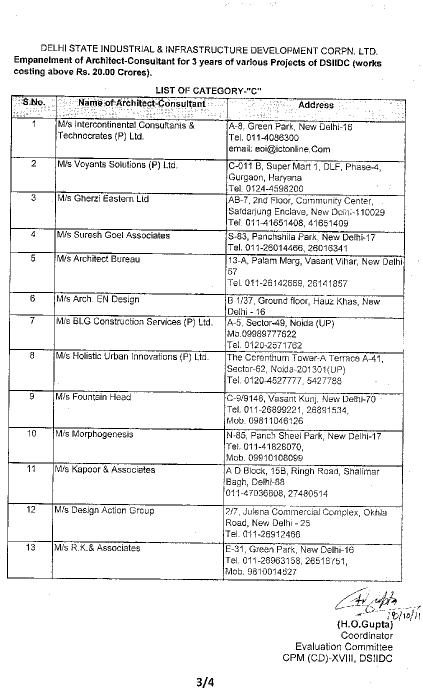 DELHI STATE INDUSTRIAL & INFRASTRUCTURE DEVELOPMENT CORPN. LTD.
Empanelment of Architect-Consultant for 3 years of various Projects of DSIIDC (works
costing above Rs. 20.00 Crores).
LIST OF CATEGORY-"C"
S.No. Name of Architect-Consultant Address
1 M/s Intercontinental Consultants & Technocrates (P) Ltd. A-8, Green Park, New Delhi-16
Tel. 011-4086300
email: eoi@ictonline.Com
2 M/s Voyants Solutions (P) Ltd. C-011 B, Super Mart 1, DLF, Phase-4,
Gurgaon, Haryana
Tel. 0124-4598200
3 M/s Gherzi Eastern Ltd AB-7, 2nd Floor, Community Center,
Safdarjung Enclave, New Delhi-110029
Tel. 011-41651408, 41651409
4 M/s Suresh Goel Associates S-83, Panchshila Park, New Delhi-17
Tel. 011-26014466, 26016341
5 M/s Architect Bureau 13-A, Palam Marg, Vasant Vihar, New Delhi-
67
Tel. 011-26142659, 26141857
6 M/s Arch. EN Design B 1/37, Ground floor, Hauz Khas, New
Delhi - 16
7 M/s BLG Construction Services (P) Ltd. A-5, Sector-49, Noida (UP)
Mo.09989777622
Tel. 0120-2571762
8 M/s Holistic Urban Innovations (P) Ltd. The Corenthum Tower-A Terrace A-41,
Sector-62, Noida-201301(UP)
Tel. 0120-4527777, 5427788
9 M/s Fountain Head C-9/9146, Vasant Kunj, New Delhi-70
Tel. 011-26899221, 26891534,
Mob. 09811046126
10 M/s Morphogenesis N-85, Panch Sheel Park, New Delhi-17
Tel. 011-41828070,
Mob. 09910108099
11 M/s Kapoor & Associates A D Block, 15B, Ringh Road, Shalimar
Bagh, Delhi-88
011-47036808, 27480514
12 M/s Design Action Group 2/7, Julena Commercial Complex, Okhla
Road, New Delhi - 25
Tel. 011-26912466
13 M/s R.K.& Associates E-31, Green Park, New Delhi-16
Tel. 011-26963158, 26516751,
Mob. 9810014527
18/10/11
(H.O.Gupta)
Coordinator
Evaluation Committee
CPM (CD)-XVIII, DSIIDC
3/4